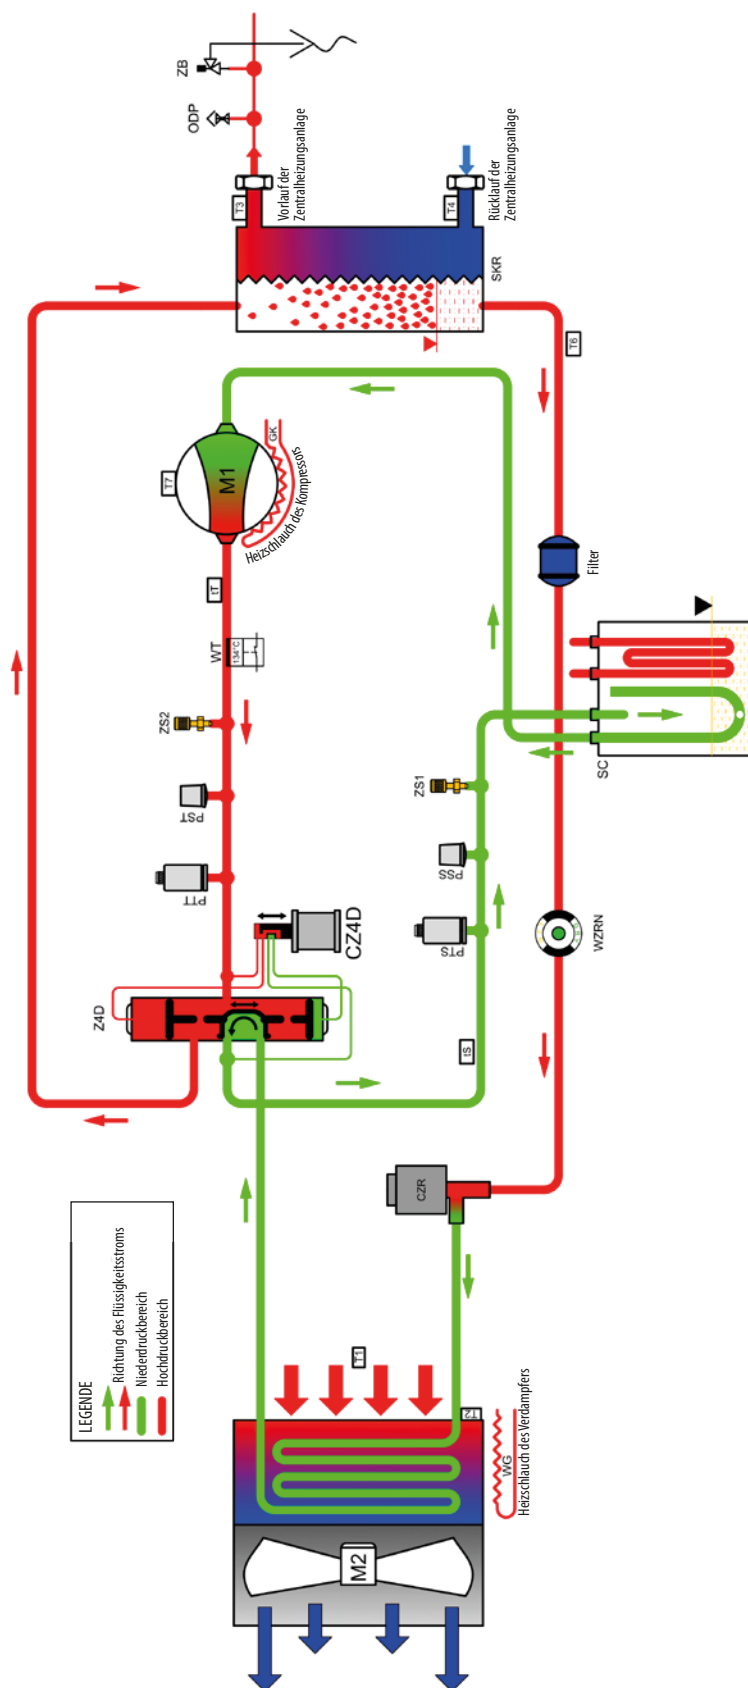 ZB
ODP
T3
Vorlauf der
Zentralheizungsanlage
T4
Rücklauf der
Zentralheizungsanlage
SKR
T6
T7
M1
GK
Heizschlauch des Kompressors
tT
WT
134°C
Filter
ZS2
SC
PST
ZS1
PTT
PSS
CZ4D
PTS
WZRN
Z4D
tS
CZR
LEGENDE
Richtung des Flüssigkeitsstroms
Niederdruckbereich
Hochdruckbereich
T1
T2
WG
Heizschlauch des Verdampfers
M2